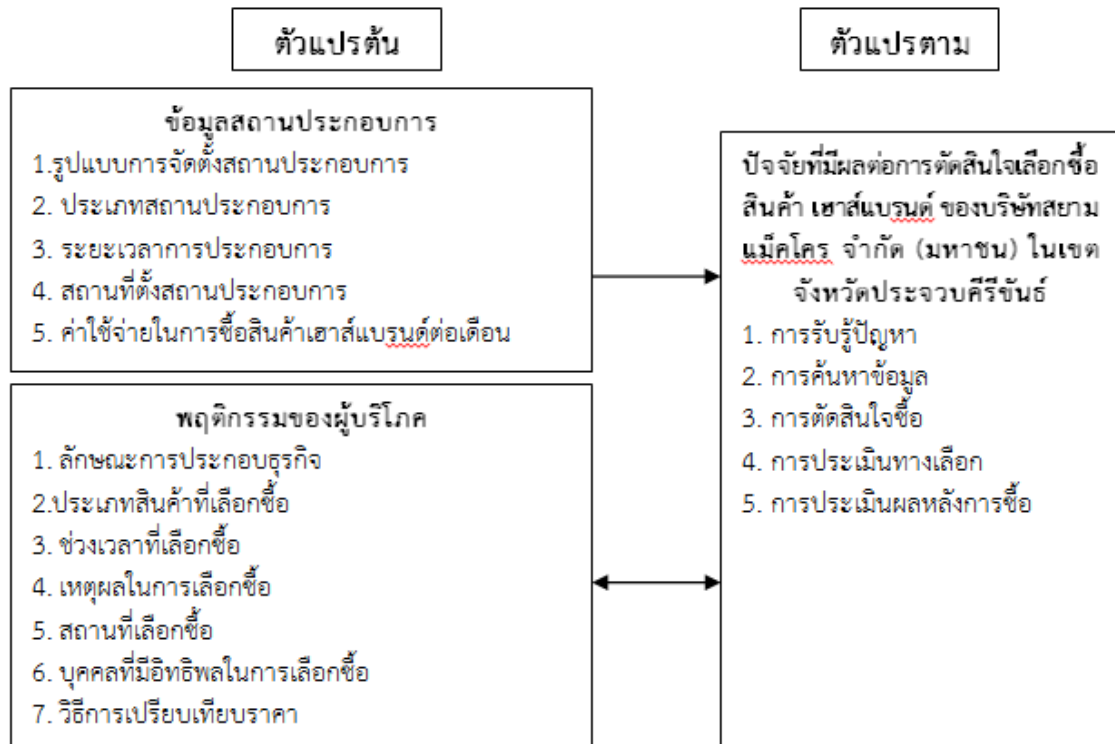 ตัวแปรต้น
ตัวแปรตาม
ข้อมูลสถานประกอบการ
1.รูปแบบการจัดตั้งสถานประกอบการ
2. ประเภทสถานประกอบการ
3. ระยะเวลาการประกอบการ
4. สถานที่ตั้งสถานประกอบการ
5. ค่าใช้จ่ายในการซื้อสินค้าเฮาส์แบรนด์ต่อเดือน
พฤติกรรมของผู้บริโภค
1. ลักษณะการประกอบธุรกิจ
2.ประเภทสินค้าที่เลือกซื้อ
3. ช่วงเวลาที่เลือกซื้อ
4. เหตุผลในการเลือกซื้อ
5. สถานที่เลือกซื้อ
6. บุคคลที่มีอิทธิพลในการเลือกซื้อ
7. วิธีการเปรียบเทียบราคา
ปัจจัยที่มีผลต่อการตัดสินใจเลือกซื้อ
สินค้า เฮาส์แบรนด์ ของบริษัทสยาม
แม็คโคร จำกัด (มหาชน) ในเขต
จังหวัดประจวบคีรีขันธ์
1. การรับรู้ปัญหา
2. การค้นหาข้อมูล
3. การตัดสินใจซื้อ
4. การประเมินทางเลือก
5. การประเมินผลหลังการซื้อ